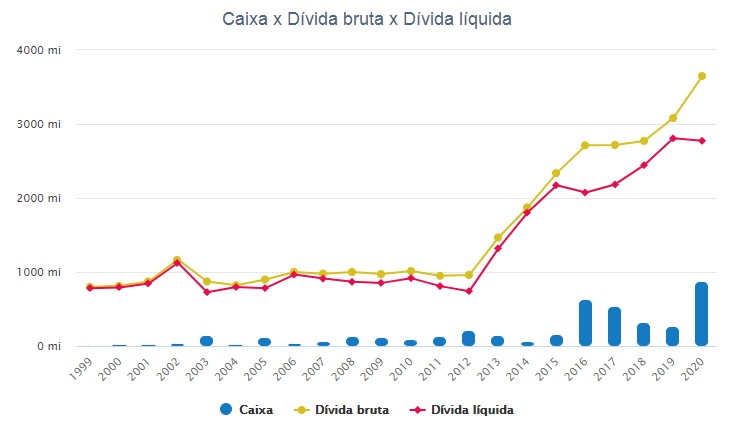 Caixa x Dívida bruta x Dívida líquida
4000 mi
3000 mi
2000 mi
1000 mi
0 mi
1999 2000 2001 2002 2003 2004 2005 2006 2007 2008 2009 2010 2011 2012 2013 2014 2015 2016 2017 2018 2019 2020
Caixa Dívida bruta Dívida líquida